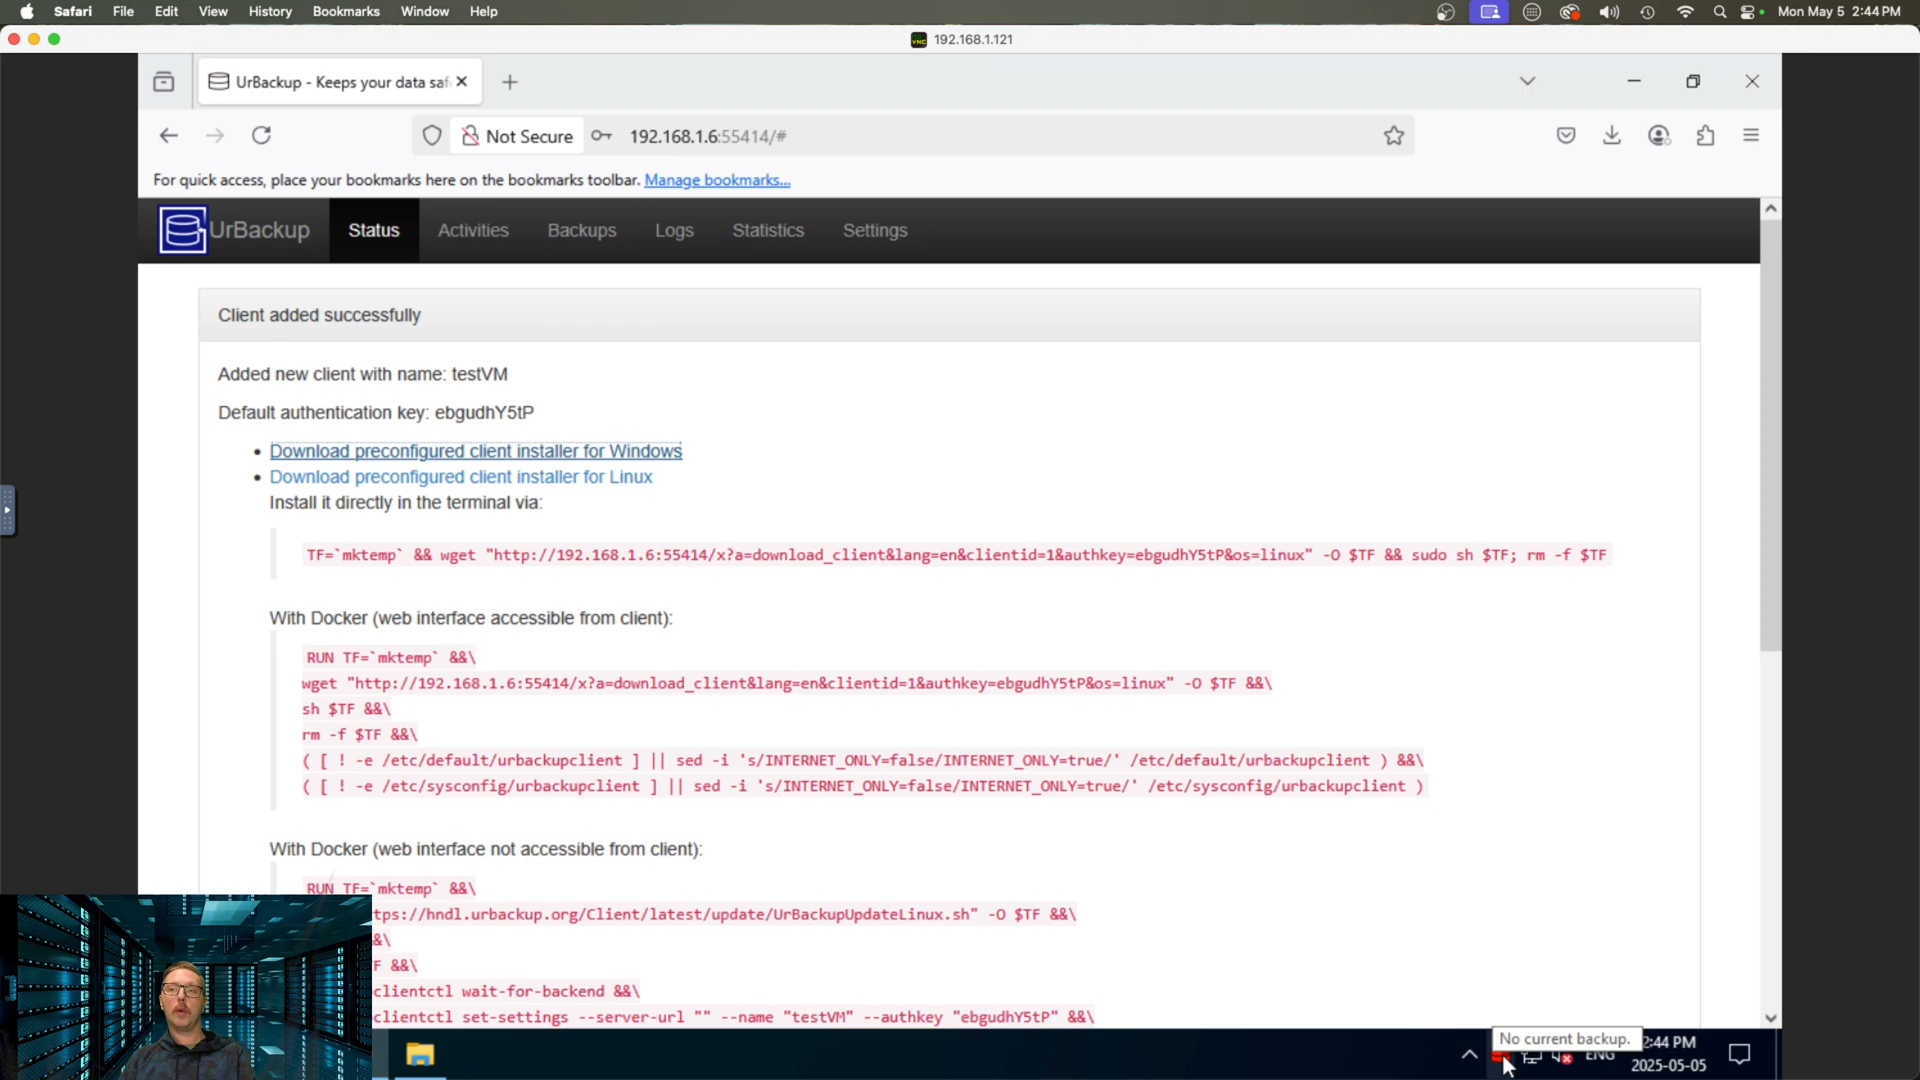 Safari File Edit View History Bookmarks Window Help Mon May 5 2:44 PM
VNC 192.168.1.121
UrBackup - Keeps your data saf
Not Secure 192.168.1.6:55414/#
For quick access, place your bookmarks here on the bookmarks toolbar. Manage bookmarks...
UrBackup Status Activities Backups Logs Statistics Settings
Client added successfully
Added new client with name: testVM
Default authentication key: ebgudhY5tP
• Download preconfigured client installer for Windows
• Download preconfigured client installer for Linux
Install it directly in the terminal via:
TF=`mktemp` && wget "http://192.168.1.6:55414/x?a=download_client&lang=en&clientid=1&authkey=ebgudhY5tP&os=linux" -O $TF && sudo sh $TF; rm -f $TF
With Docker (web interface accessible from client):
RUN TF=`mktemp` &&\
wget "http://192.168.1.6:55414/x?a=download_client&lang=en&clientid=1&authkey=ebgudhY5tP&os=linux" -O $TF &&\
sh $TF &&\
rm -f $TF &&\
( [ ! -e /etc/default/urbackupclient ] || sed -i 's/INTERNET_ONLY=false/INTERNET_ONLY=true/' /etc/default/urbackupclient ) &&\
( [ ! -e /etc/sysconfig/urbackupclient ] || sed -i 's/INTERNET_ONLY=false/INTERNET_ONLY=true/' /etc/sysconfig/urbackupclient )
With Docker (web interface not accessible from client):
RUN TF=`mktemp` &&\
tps://hndl.urbackup.org/Client/latest/update/UrBackupUpdateLinux.sh" -O $TF &&\
&\
F &&\
clientctl wait-for-backend &&\
clientctl set-settings --server-url "" --name "testVM" --authkey "ebgudhY5tP" &&\
No current backup.
ENG 2:44 PM
2025-05-05